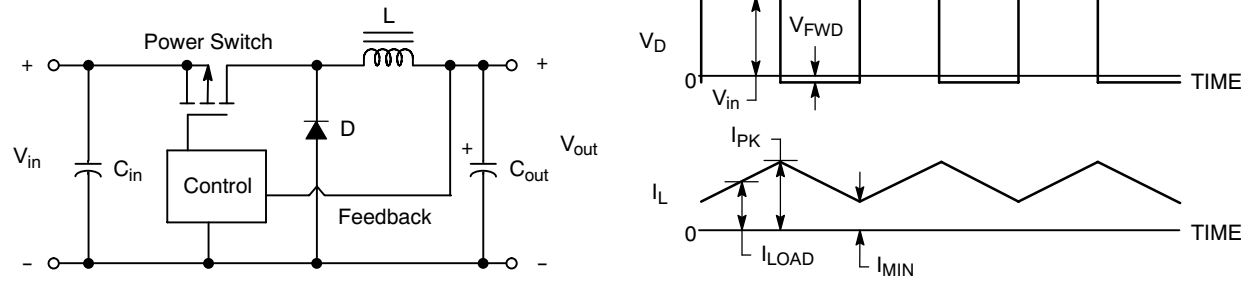 L
Power Switch
+
+
V_in
C_in
Control
D
+
C_out
V_out
Feedback
−
−
V_D
V_FWD
0
TIME
V_in
I_PK
I_L
0
TIME
I_LOAD
I_MIN